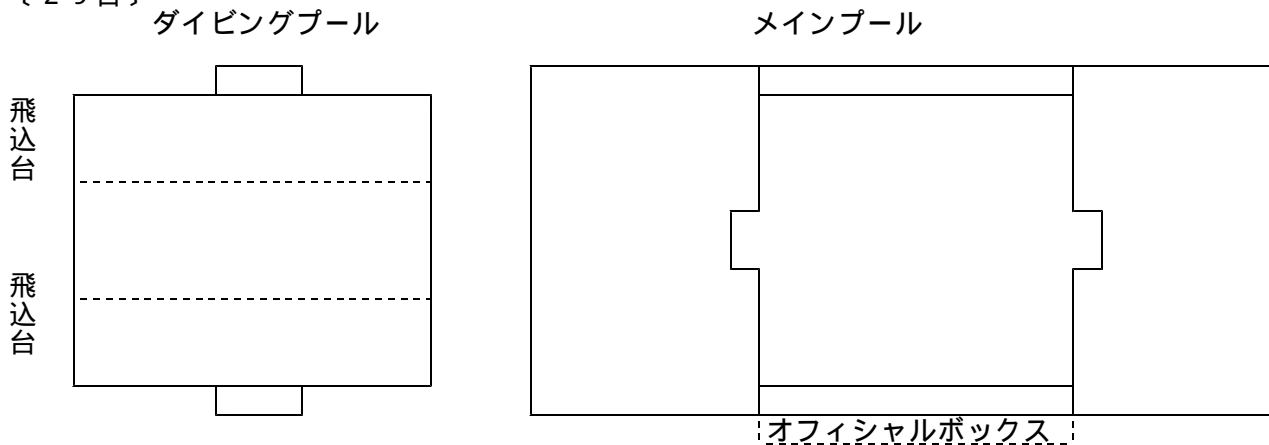 ダイビングプール
メインプール
飛込台
飛込台
オフィシャルボックス